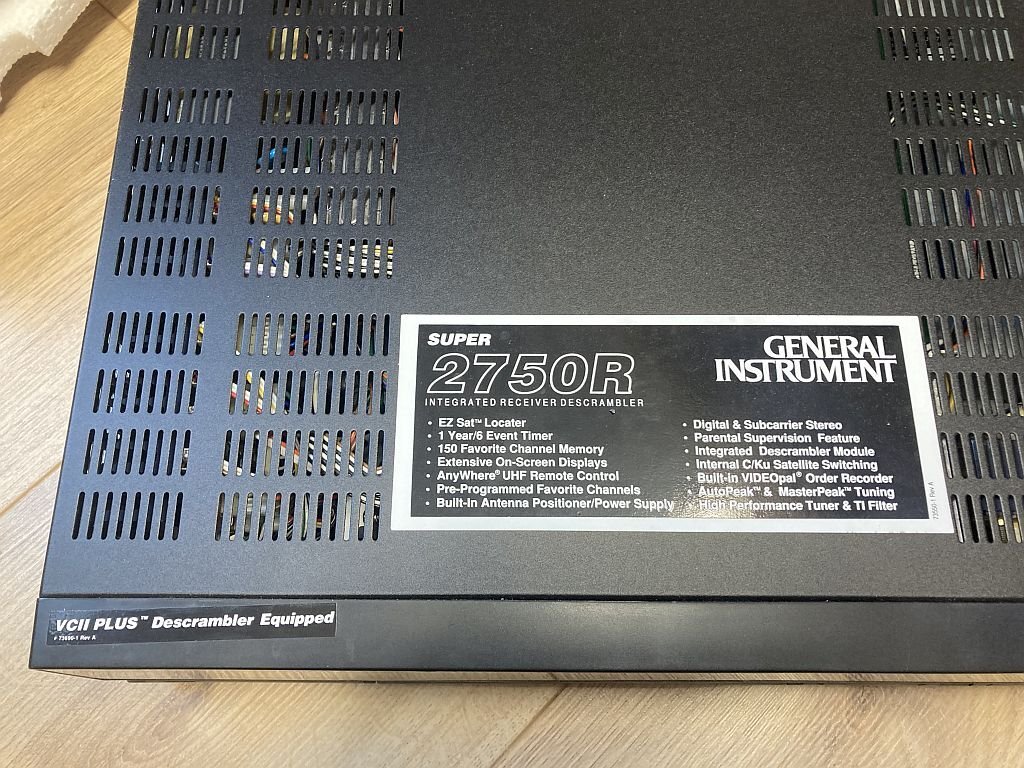 SUPER
2750R
INTEGRATED RECEIVER DESCRAMBLER
GENERAL
INSTRUMENT
• EZ Sat™ Locater
• 1 Year/6 Event Timer
• 150 Favorite Channel Memory
• Extensive On-Screen Displays
• AnyWhere® UHF Remote Control
• Pre-Programmed Favorite Channels
• Built-In Antenna Positioner/Power Supply
• Digital & Subcarrier Stereo
• Parental Supervision Feature
• Integrated Descrambler Module
• Internal C/Ku Satellite Switching
• Built-In VIDEOpal® Order Recorder
• AutoPeak™ & MasterPeak™ Tuning
• High Performance Tuner & TI Filter
VCII PLUS™ Descrambler Equipped